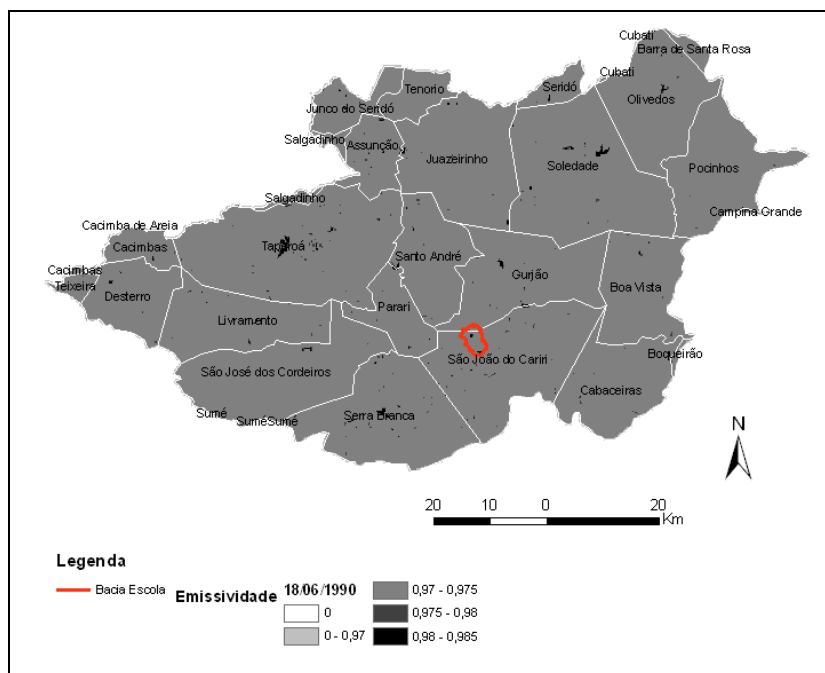 Cubati
Barra de Santa Rosa
Cubati
Tenorio
Seridó
Olivedos
Junco do Seridó
Salgadinho
Assunção
Juazeirinho
Soledade
Pocinhos
Salgadinho
Campina Grande
Cacimba de Areia
Cacimbas
Taperoá
Santo André
Gurjão
Cacimbas
Teixeira
Desterro
Boa Vista
Parari
Livramento
Boqueirão
São João do Cariri
São José dos Cordeiros
Cabaceiras
Sumé
SuméSumé
Serra Branca
N
20 10 0 20
Km
Legenda
Bacia Escola
Emissividade
18/06/1990
0
0 - 0,97
0,97 - 0,975
0,975 - 0,98
0,98 - 0,985